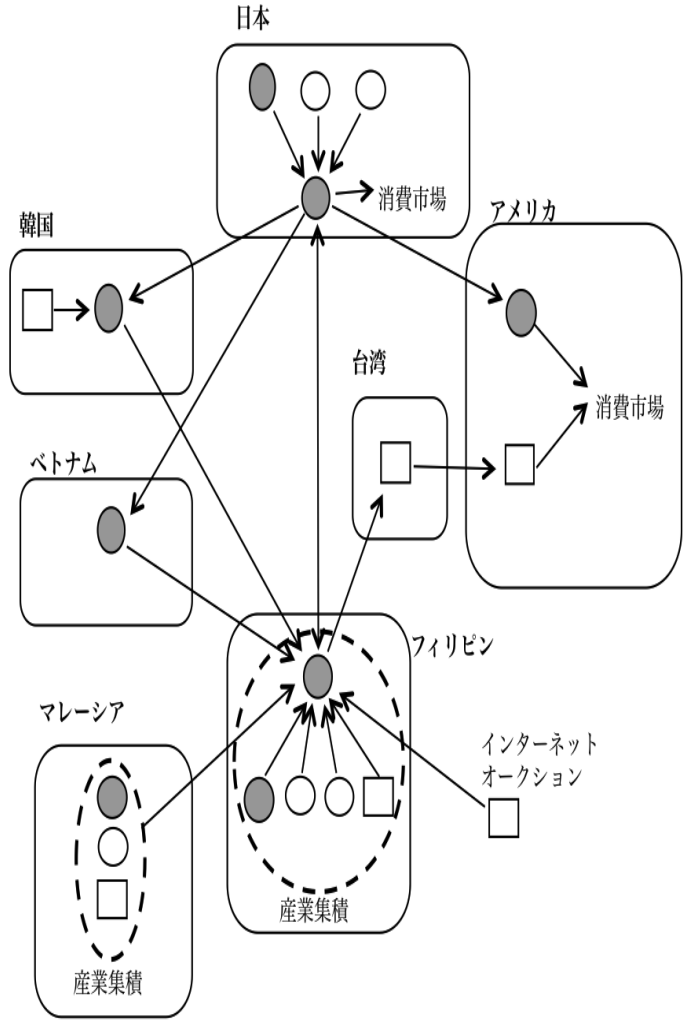 日本
消費市場
韓国
アメリカ
台湾
消費市場
ベトナム
フィリピン
マレーシア
インターネット
オークション
産業集積
産業集積